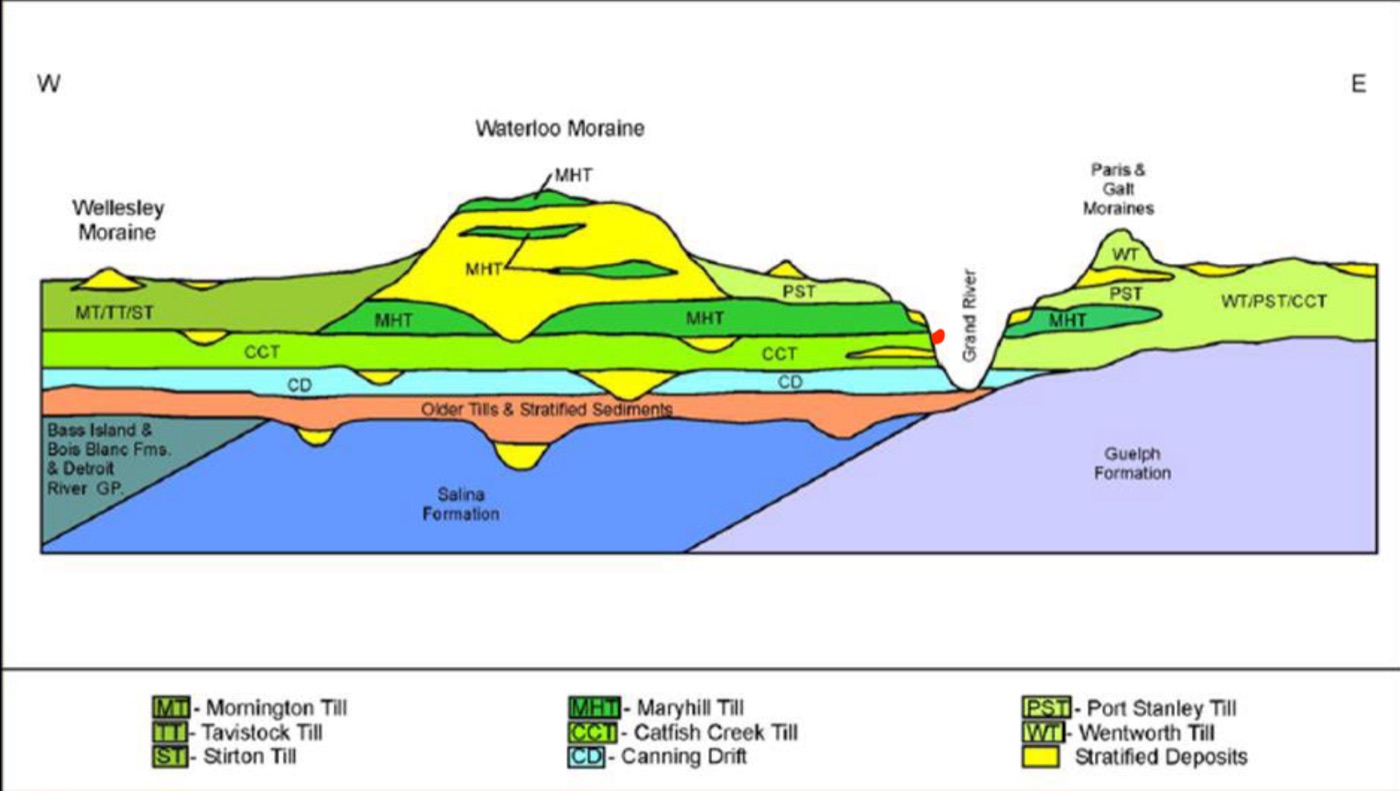 W
E
Waterloo Moraine
MHT
Wellesley
Moraine
Paris &
Galt
Moraines
WT
MHT
PST
PST
Grand River
WT/PST/CCT
MT/TT/ST
MHT
MHT
MHT
CCT
CCT
CD
CD
Older Tills & Stratified Sediments
Bass Island &
Bois Blanc Fms.
& Detroit
River GP.
Salina
Formation
Guelph
Formation
MT - Mornington Till
TT - Tavistock Till
ST - Stirton Till
MHT - Maryhill Till
CCT - Catfish Creek Till
CD - Canning Drift
PST - Port Stanley Till
WT - Wentworth Till
Stratified Deposits